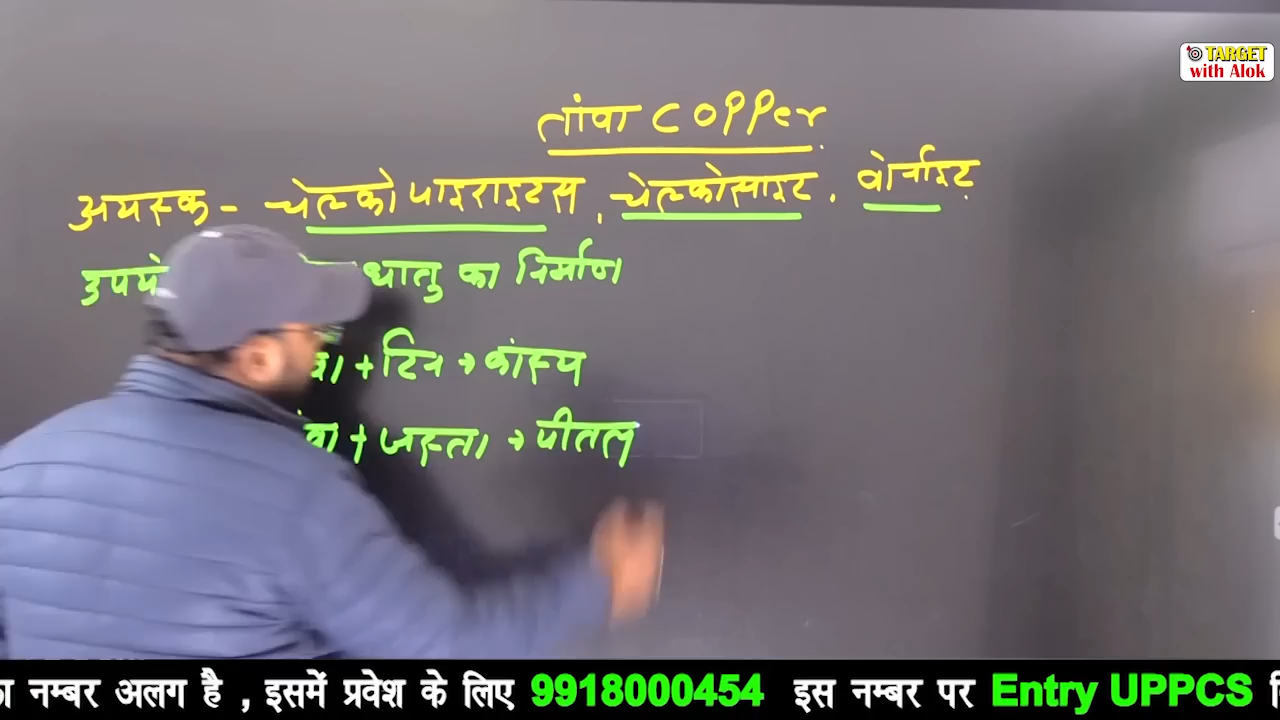 TARGET
with Alok
तांवा COPPer
अयस्क - चेल्कोपाइराइटस, चेल्कोसाइट, वोर्नाइट
धातु का निर्माण
+ टिन → कांस्य
+ जस्ता → पीतल
नम्बर अलग है , इसमें प्रवेश के लिए 9918000454 इस नम्बर पर Entry UPPCS